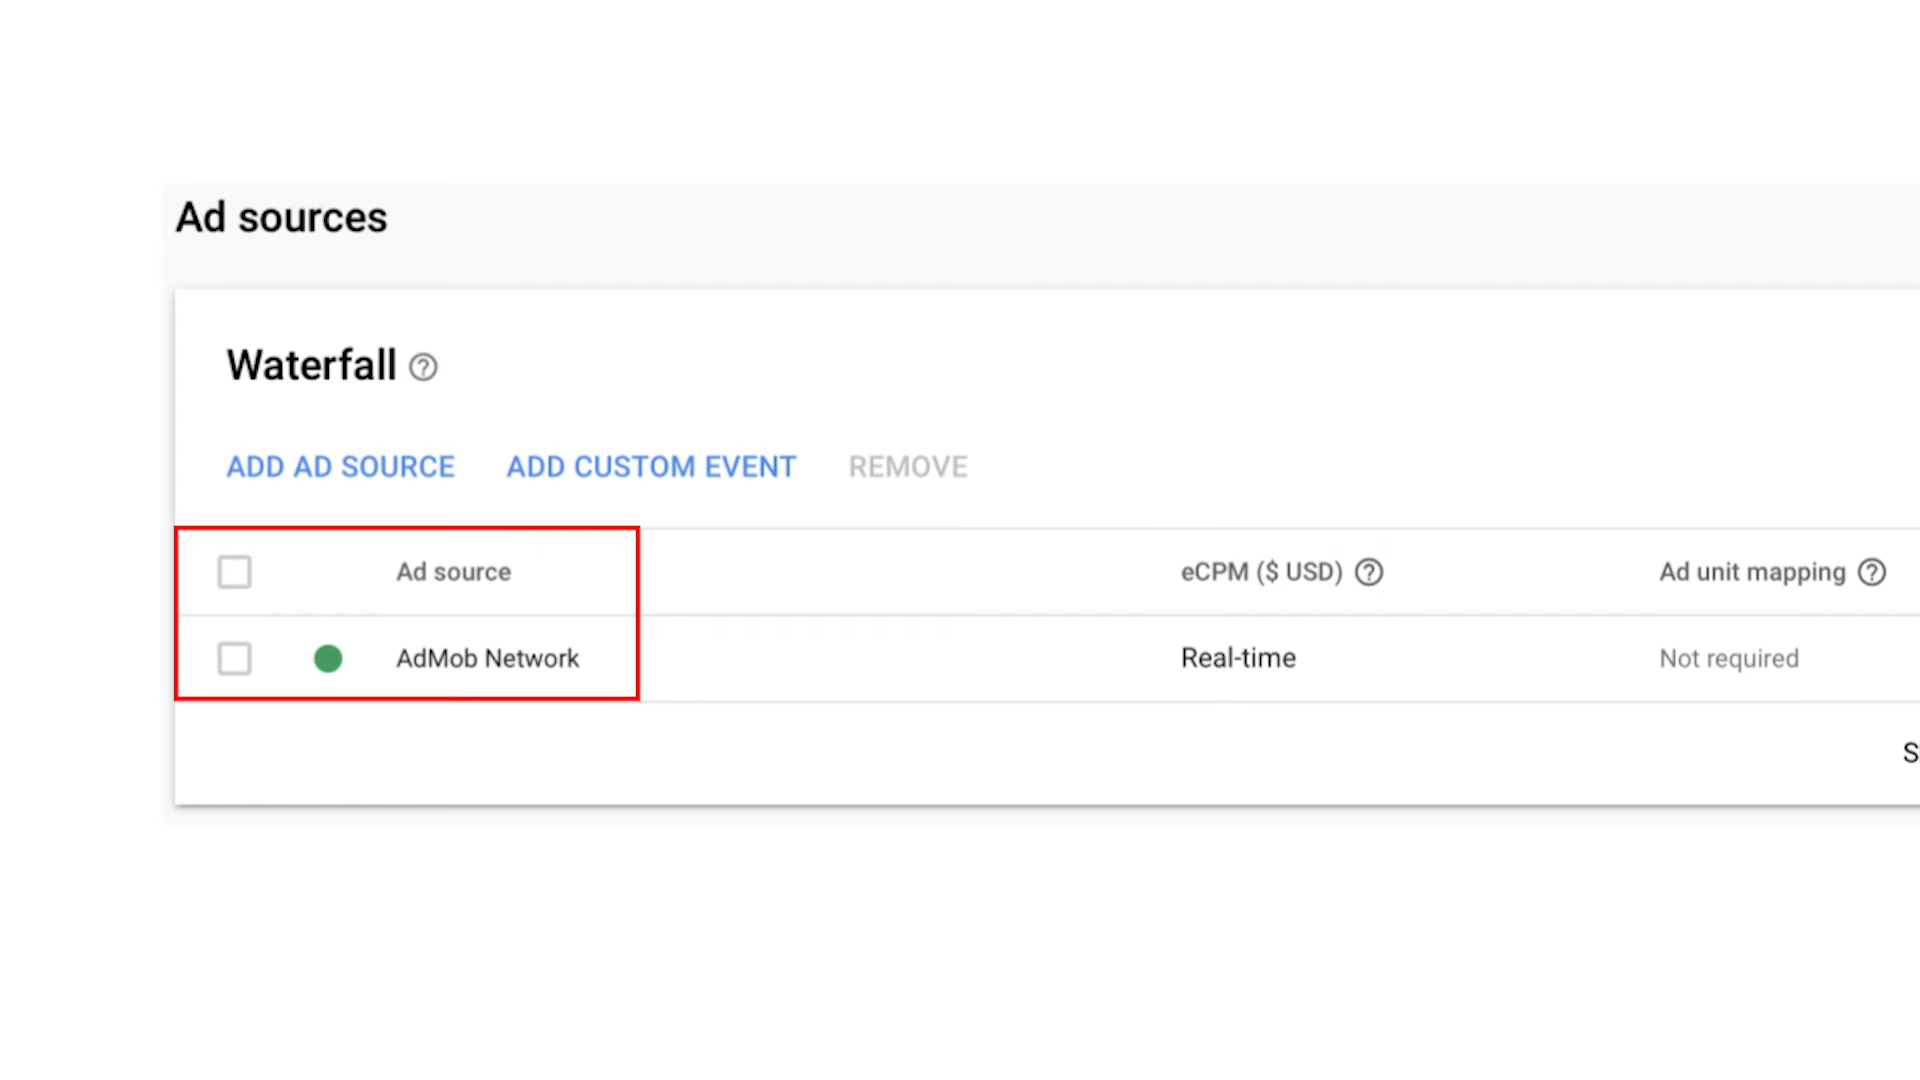 Ad sources
Waterfall
ADD AD SOURCE ADD CUSTOM EVENT REMOVE
Ad source eCPM ($ USD) Ad unit mapping
AdMob Network Real-time Not required